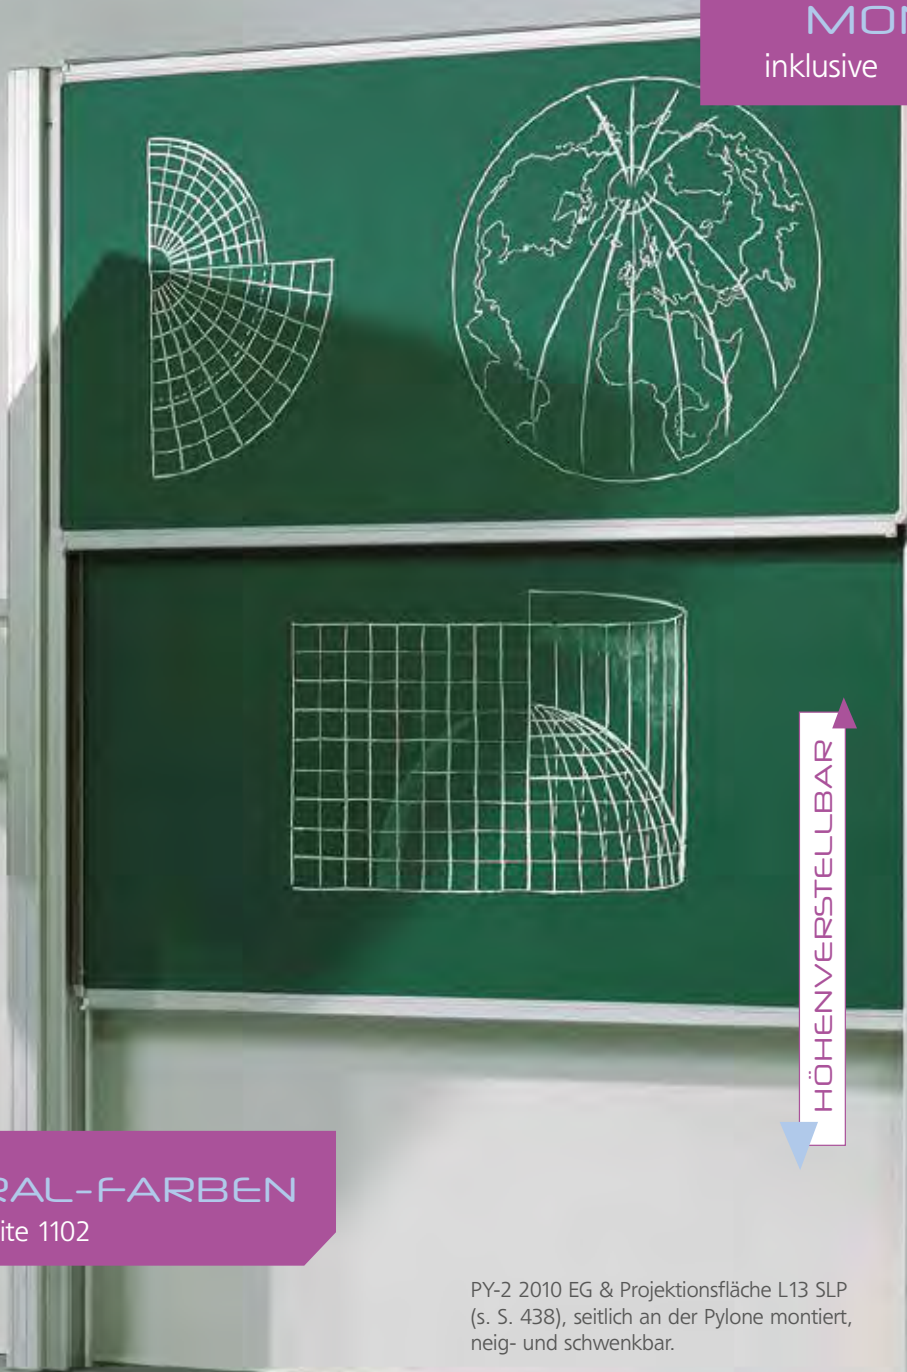 MON
inklusive
HÖHENVERSTELLBAR
RAL-FARBEN
ite 1102
PY-2 2010 EG & Projektionsfläche L13 SLP
(s. S. 438), seitlich an der Pylone montiert,
neig- und schwenkbar.